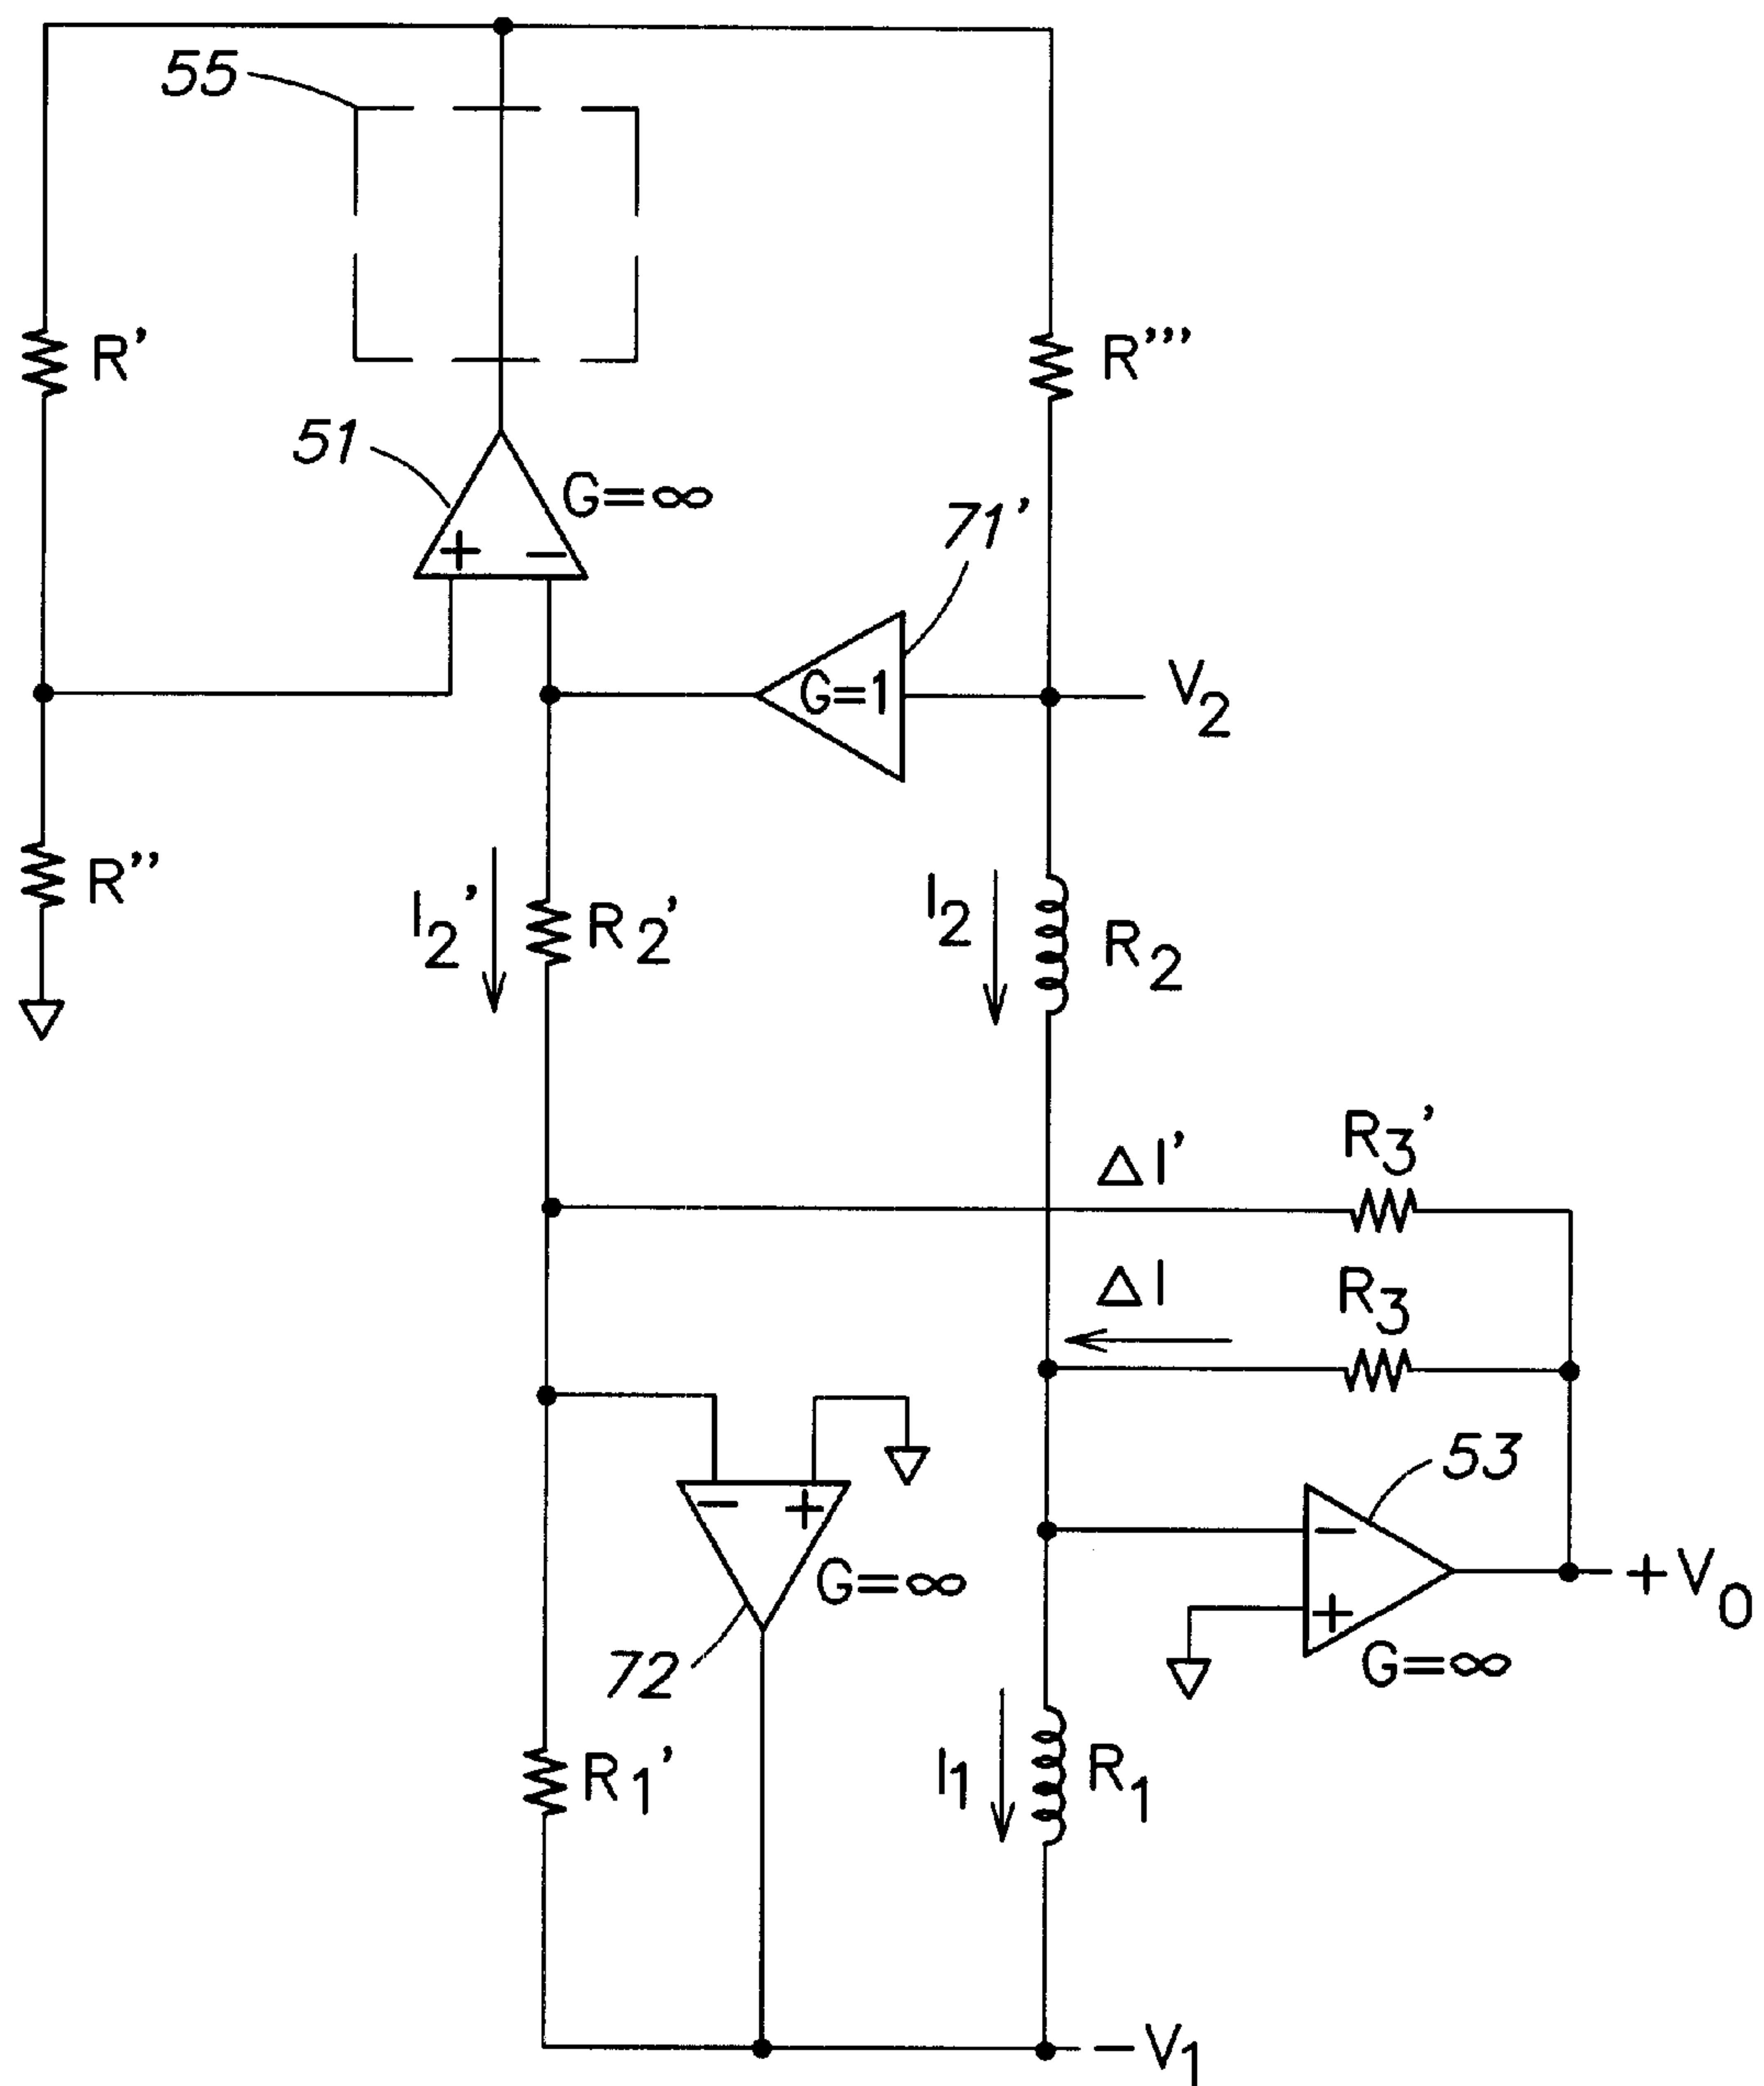 55
R'
R'''
51
G=∞
+ −
71'
G=1
V2
R''
I2'
R2'
I2
R2
ΔI'
R3'
ΔI
R3
53
− +
−
+
G=∞
+V0
G=∞
72
R1'
I1
R1
−V1